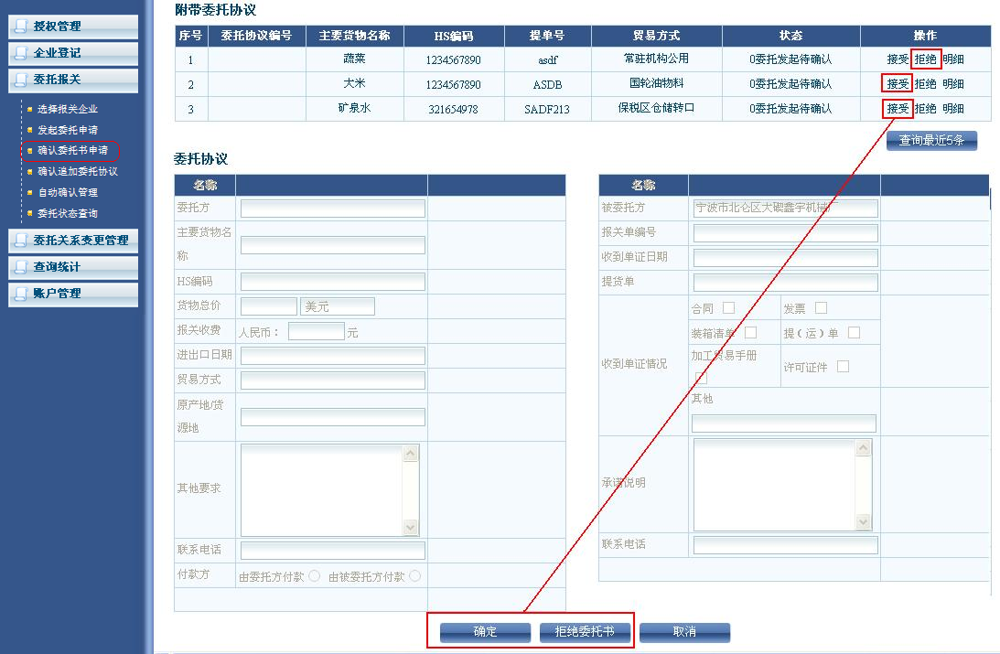 授权管理
企业登记
委托报关
选择报关企业
发起委托申请
确认委托书申请
确认追加委托协议
自动确认管理
委托状态查询
委托关系变更管理
查询统计
账户管理
附带委托协议
序号 委托协议编号 主要货物名称 HS编码 提单号 贸易方式 状态 操作
1 蔬菜 1234567890 asdf 常驻机构公用 0委托发起待确认 接受 拒绝 明细
2 大米 1234567890 ASDB 国轮油物料 0委托发起待确认 接受 拒绝 明细
3 矿泉水 321654978 SADF213 保税区仓储转口 0委托发起待确认 接受 拒绝 明细
查询最近5条
委托协议
名称
委托方
主要货物名
称
HS编码
货物总价 美元
报关收费 人民币： 元
进出口日期
贸易方式
原产地/货
源地
其他要求
联系电话
付款方 由委托方付款 由被委托方付款
名称
被委托方 宁波市北仑区大碶鑫宇机械厂
报关单编号
收到单证日期
提货单
收到单证情况
合同 发票
装箱清单 提（运）单
加工贸易手册 许可证件
其他
承诺说明
联系电话
确定 拒绝委托书 取消